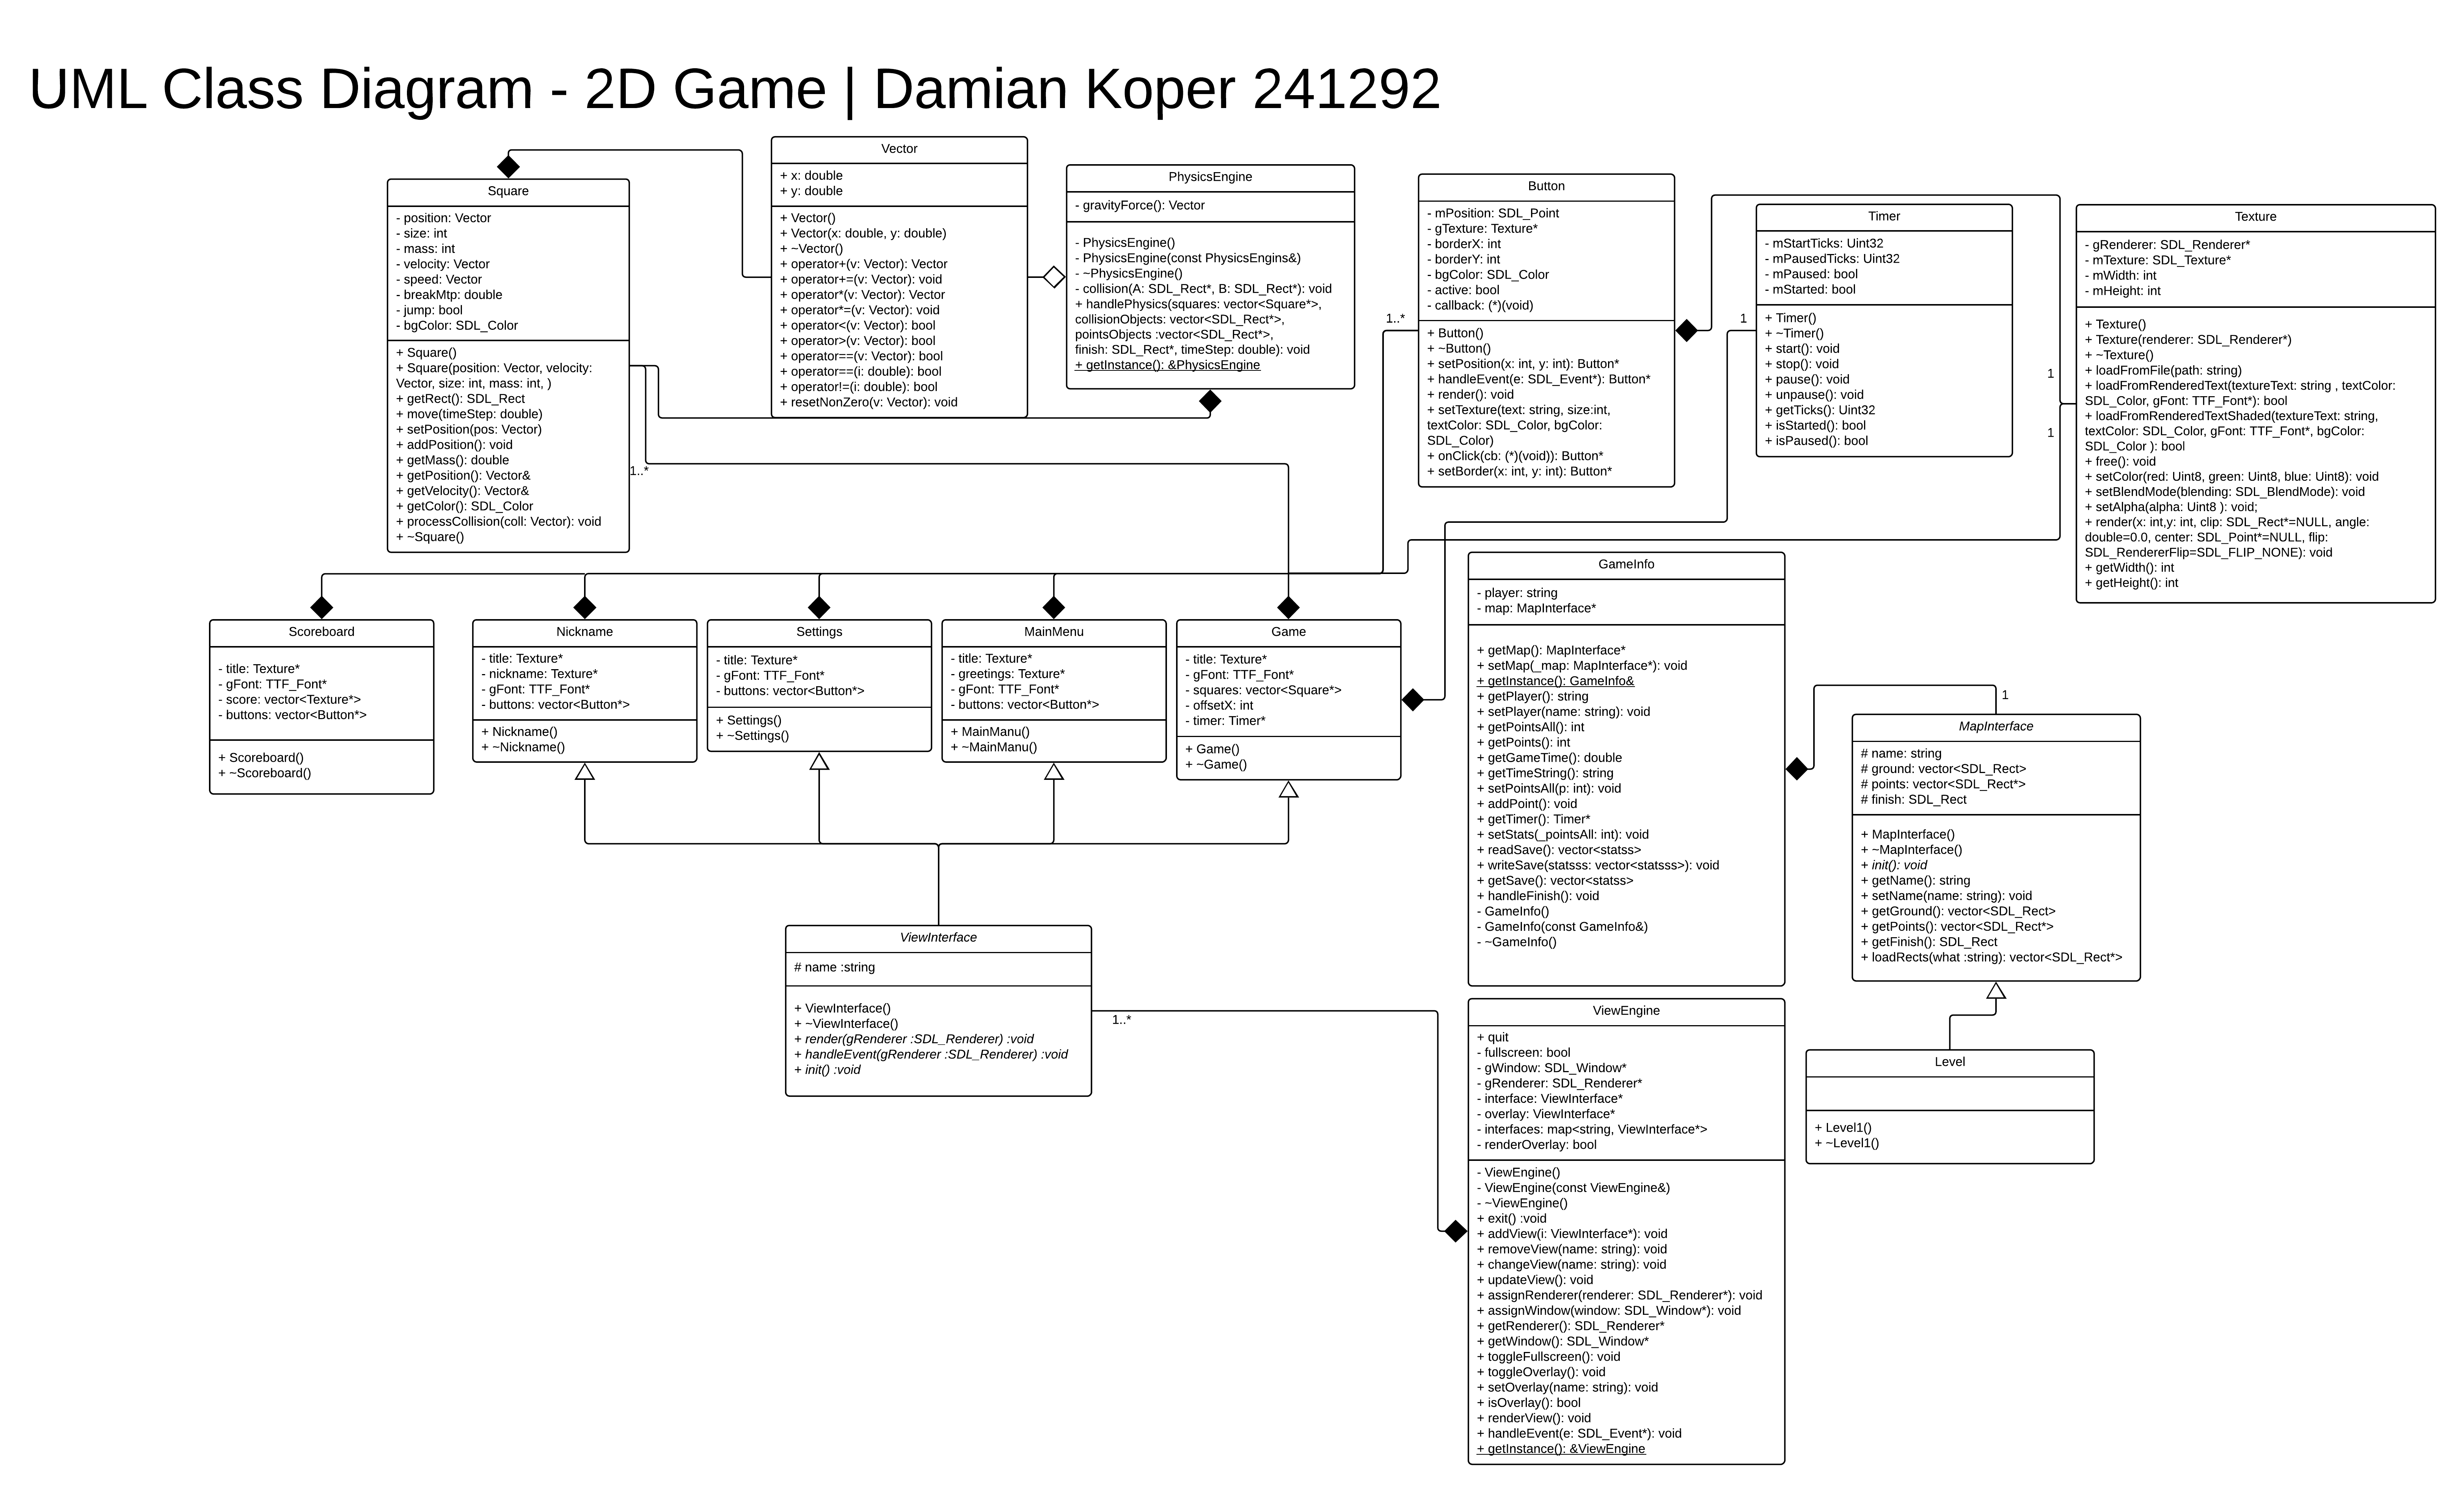 UML Class Diagram - 2D Game | Damian Koper 241292
Square
- position: Vector
- size: int
- mass: int
- velocity: Vector
- speed: Vector
- breakMtp: double
- jump: bool
- bgColor: SDL_Color
+ Square()
+ Square(position: Vector, velocity:
Vector, size: int, mass: int, )
+ getRect(): SDL_Rect
+ move(timeStep: double)
+ setPosition(pos: Vector)
+ addPosition(): void
+ getMass(): double
+ getPosition(): Vector&
+ getVelocity(): Vector&
+ getColor(): SDL_Color
+ processCollision(coll: Vector): void
+ ~Square()
1..*
Vector
+ x: double
+ y: double
+ Vector()
+ Vector(x: double, y: double)
+ ~Vector()
+ operator+(v: Vector): Vector
+ operator+=(v: Vector): void
+ operator*(v: Vector): Vector
+ operator*=(v: Vector): void
+ operator<(v: Vector): bool
+ operator>(v: Vector): bool
+ operator==(v: Vector): bool
+ operator==(i: double): bool
+ operator!=(i: double): bool
+ resetNonZero(v: Vector): void
PhysicsEngine
- gravityForce(): Vector
- PhysicsEngine()
- PhysicsEngine(const PhysicsEngins&)
- ~PhysicsEngine()
- collision(A: SDL_Rect*, B: SDL_Rect*): void
+ handlePhysics(squares: vector<Square*>,
collisionObjects: vector<SDL_Rect*>,
pointsObjects :vector<SDL_Rect*>,
finish: SDL_Rect*, timeStep: double): void
+ getInstance(): &PhysicsEngine
1..*
Button
- mPosition: SDL_Point
- gTexture: Texture*
- borderX: int
- borderY: int
- bgColor: SDL_Color
- active: bool
- callback: (*)(void)
+ Button()
+ ~Button()
+ setPosition(x: int, y: int): Button*
+ handleEvent(e: SDL_Event*): Button*
+ render(): void
+ setTexture(text: string, size:int,
textColor: SDL_Color, bgColor:
SDL_Color)
+ onClick(cb: (*)(void)): Button*
+ setBorder(x: int, y: int): Button*
1
Timer
- mStartTicks: Uint32
- mPausedTicks: Uint32
- mPaused: bool
- mStarted: bool
+ Timer()
+ ~Timer()
+ start(): void
+ stop(): void
+ pause(): void
+ unpause(): void
+ getTicks(): Uint32
+ isStarted(): bool
+ isPaused(): bool
1
1
Texture
- gRenderer: SDL_Renderer*
- mTexture: SDL_Texture*
- mWidth: int
- mHeight: int
+ Texture()
+ Texture(renderer: SDL_Renderer*)
+ ~Texture()
+ loadFromFile(path: string)
+ loadFromRenderedText(textureText: string , textColor:
SDL_Color, gFont: TTF_Font*): bool
+ loadFromRenderedTextShaded(textureText: string,
textColor: SDL_Color, gFont: TTF_Font*, bgColor:
SDL_Color ): bool
+ free(): void
+ setColor(red: Uint8, green: Uint8, blue: Uint8): void
+ setBlendMode(blending: SDL_BlendMode): void
+ setAlpha(alpha: Uint8 ): void;
+ render(x: int,y: int, clip: SDL_Rect*=NULL, angle:
double=0.0, center: SDL_Point*=NULL, flip:
SDL_RendererFlip=SDL_FLIP_NONE): void
+ getWidth(): int
+ getHeight(): int
Scoreboard
- title: Texture*
- gFont: TTF_Font*
- score: vector<Texture*>
- buttons: vector<Button*>
+ Scoreboard()
+ ~Scoreboard()
Nickname
- title: Texture*
- nickname: Texture*
- gFont: TTF_Font*
- buttons: vector<Button*>
+ Nickname()
+ ~Nickname()
Settings
- title: Texture*
- gFont: TTF_Font*
- buttons: vector<Button*>
+ Settings()
+ ~Settings()
MainMenu
- title: Texture*
- greetings: Texture*
- gFont: TTF_Font*
- buttons: vector<Button*>
+ MainManu()
+ ~MainManu()
Game
- title: Texture*
- gFont: TTF_Font*
- squares: vector<Square*>
- offsetX: int
- timer: Timer*
+ Game()
+ ~Game()
GameInfo
- player: string
- map: MapInterface*
+ getMap(): MapInterface*
+ setMap(_map: MapInterface*): void
+ getInstance(): GameInfo&
+ getPlayer(): string
+ setPlayer(name: string): void
+ getPointsAll(): int
+ getPoints(): int
+ getGameTime(): double
+ getTimeString(): string
+ setPointsAll(p: int): void
+ addPoint(): void
+ getTimer(): Timer*
+ setStats(_pointsAll: int): void
+ readSave(): vector<statss>
+ writeSave(statsss: vector<statsss>): void
+ getSave(): vector<statss>
+ handleFinish(): void
- GameInfo()
- GameInfo(const GameInfo&)
- ~GameInfo()
1
MapInterface
# name: string
# ground: vector<SDL_Rect>
# points: vector<SDL_Rect*>
# finish: SDL_Rect
+ MapInterface()
+ ~MapInterface()
+ init(): void
+ getName(): string
+ setName(name: string): void
+ getGround(): vector<SDL_Rect>
+ getPoints(): vector<SDL_Rect*>
+ getFinish(): SDL_Rect
+ loadRects(what :string): vector<SDL_Rect*>
ViewInterface
# name :string
+ ViewInterface()
+ ~ViewInterface()
+ render(gRenderer :SDL_Renderer) :void
+ handleEvent(gRenderer :SDL_Renderer) :void
+ init() :void
1..*
ViewEngine
+ quit
- fullscreen: bool
- gWindow: SDL_Window*
- gRenderer: SDL_Renderer*
- interface: ViewInterface*
- overlay: ViewInterface*
- interfaces: map<string, ViewInterface*>
- renderOverlay: bool
- ViewEngine()
- ViewEngine(const ViewEngine&)
- ~ViewEngine()
+ exit() :void
+ addView(i: ViewInterface*): void
+ removeView(name: string): void
+ changeView(name: string): void
+ updateView(): void
+ assignRenderer(renderer: SDL_Renderer*): void
+ assignWindow(window: SDL_Window*): void
+ getRenderer(): SDL_Renderer*
+ getWindow(): SDL_Window*
+ toggleFullscreen(): void
+ toggleOverlay(): void
+ setOverlay(name: string): void
+ isOverlay(): bool
+ renderView(): void
+ handleEvent(e: SDL_Event*): void
+ getInstance(): &ViewEngine
Level
+ Level1()
+ ~Level1()